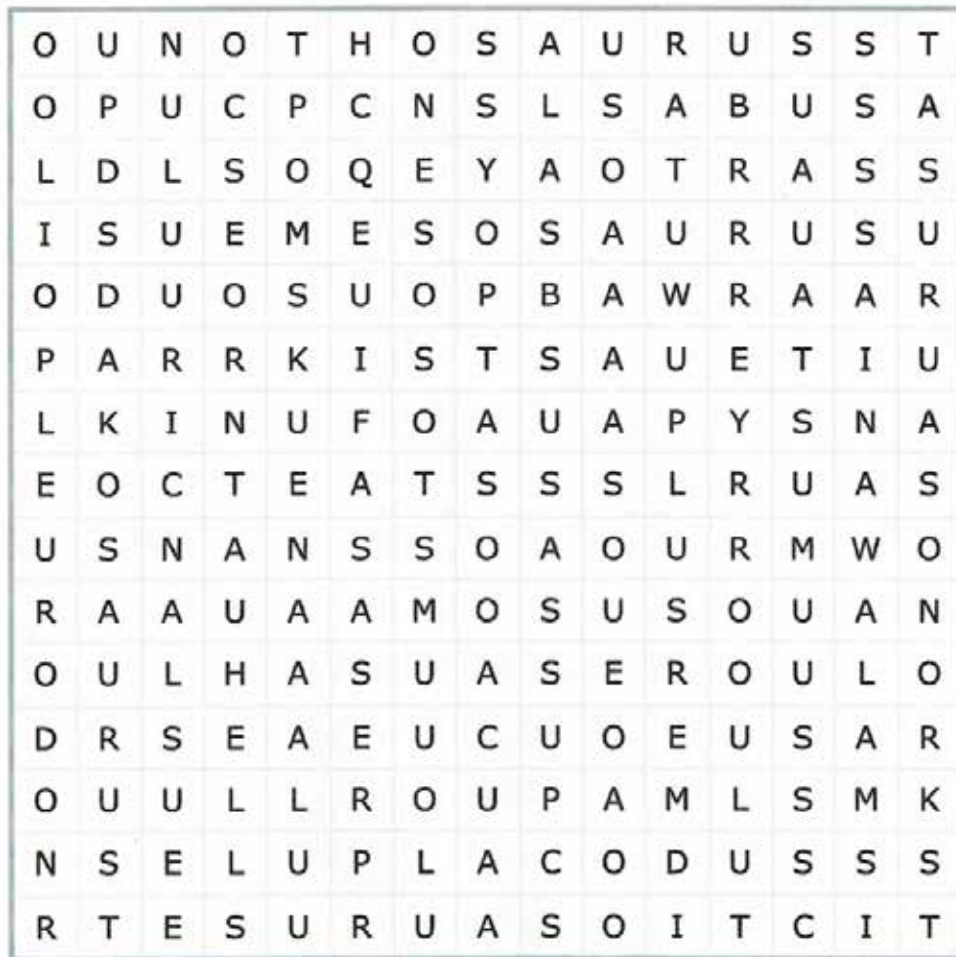 O U N O T H O S A U R U S S T
O P U C P C N S L S A B U S A
L D L S O Q E Y A O T R A S S
I S U E M E S O S A U R U S U
O D U O S U O P B A W R A A R
P A R R K I S T S A U E T I U
L K I N U F O A U A P Y S N A
E O C T E A T S S S L R U A S
U S N A N S S O A O U R M W O
R A A U A A M O S U S O U A N
O U L H A S U A S E R O U L O
D R S E A E U C U O E U S A R
O U U L L R O U P A M L S M K
N S E L U P L A C O D U S S S
R T E S U R U A S O I T C I T